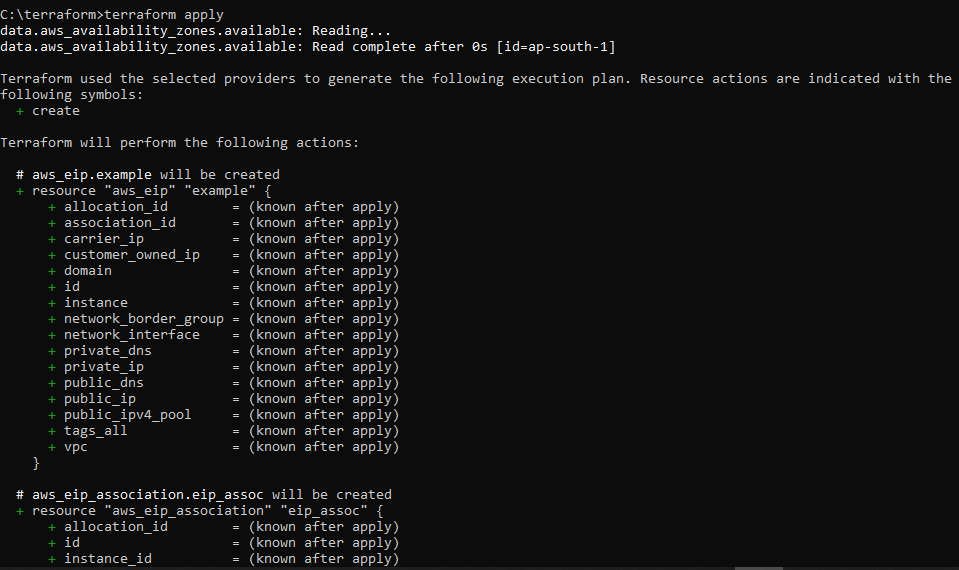 C:\terraform>terraform apply
data.aws_availability_zones.available: Reading...
data.aws_availability_zones.available: Read complete after 0s [id=ap-south-1]
Terraform used the selected providers to generate the following execution plan. Resource actions are indicated with the
following symbols:
  + create
Terraform will perform the following actions:
  # aws_eip.example will be created
  + resource "aws_eip" "example" {
      + allocation_id        = (known after apply)
      + association_id       = (known after apply)
      + carrier_ip           = (known after apply)
      + customer_owned_ip    = (known after apply)
      + domain               = (known after apply)
      + id                   = (known after apply)
      + instance             = (known after apply)
      + network_border_group = (known after apply)
      + network_interface    = (known after apply)
      + private_dns          = (known after apply)
      + private_ip           = (known after apply)
      + public_dns           = (known after apply)
      + public_ip            = (known after apply)
      + public_ipv4_pool     = (known after apply)
      + tags_all             = (known after apply)
      + vpc                  = (known after apply)
    }
  # aws_eip_association.eip_assoc will be created
  + resource "aws_eip_association" "eip_assoc" {
      + allocation_id        = (known after apply)
      + id                   = (known after apply)
      + instance_id          = (known after apply)